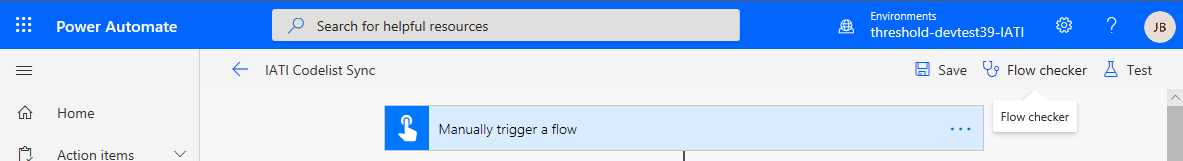 Power Automate
Search for helpful resources
Environments
threshold-devtest39-IATI
?
JB
IATI Codelist Sync
Save
Flow checker
Test
Home
Flow checker
Manually trigger a flow
...
Action items